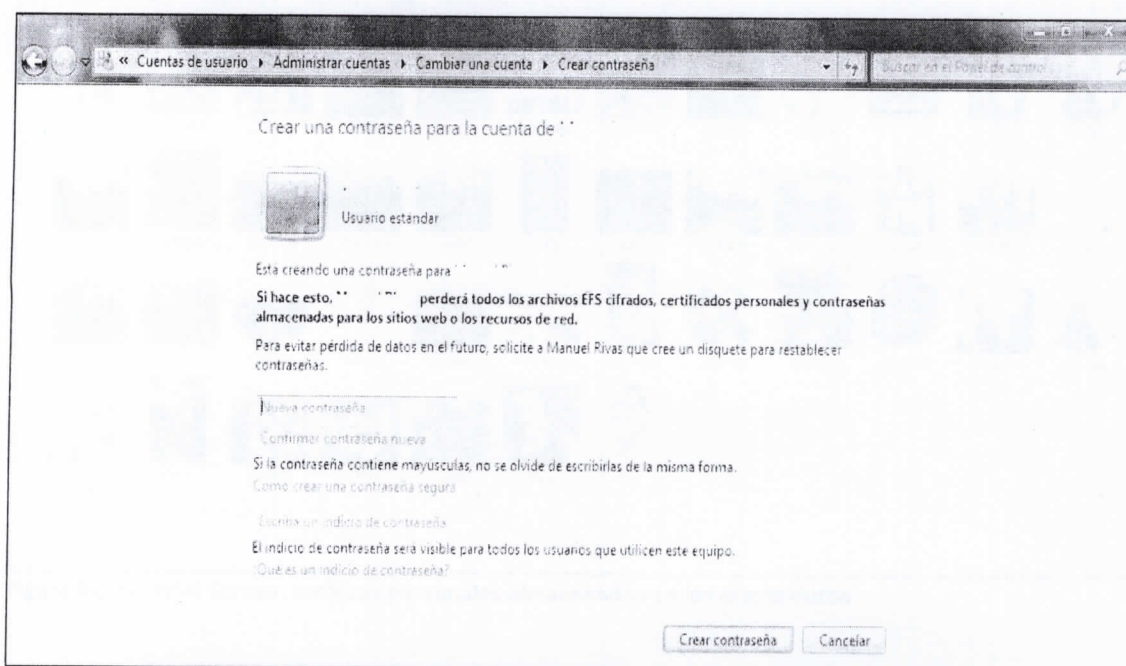 « Cuentas de usuario ▸ Administrar cuentas ▸ Cambiar una cuenta ▸ Crear contraseña
Buscar en el Panel de control
Crear una contraseña para la cuenta de
Usuario estándar
Está creando una contraseña para
Si hace esto, perderá todos los archivos EFS cifrados, certificados personales y contraseñas
almacenadas para los sitios web o los recursos de red.
Para evitar pérdida de datos en el futuro, solicite a Manuel Rivas que cree un disquete para restablecer
contraseñas.
Nueva contraseña
Confirmar contraseña nueva
Si la contraseña contiene mayúsculas, no se olvide de escribirlas de la misma forma.
Cómo crear una contraseña segura
Escriba un indicio de contraseña
El indicio de contraseña será visible para todos los usuarios que utilicen este equipo.
¿Qué es un indicio de contraseña?
Crear contraseña
Cancelar